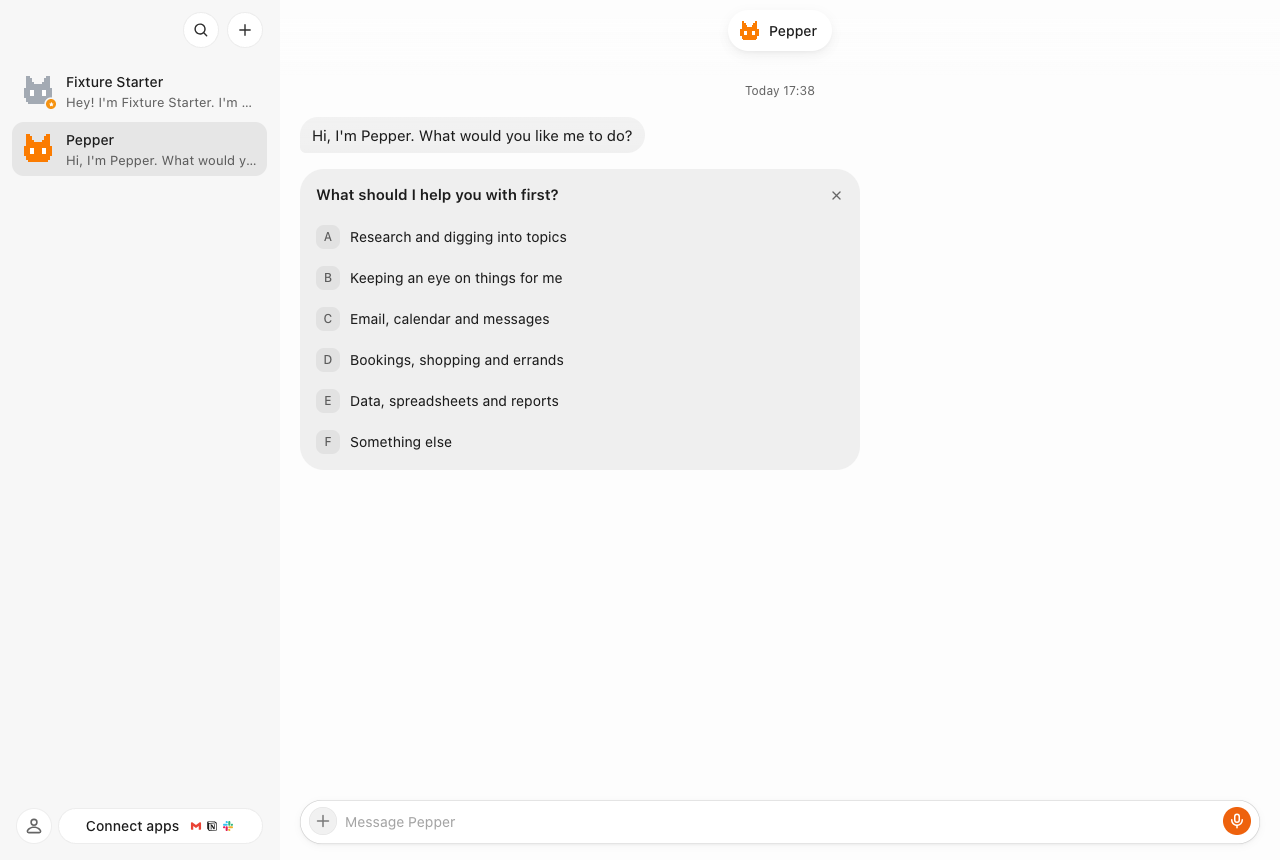 Fixture Starter
Hey! I'm Fixture Starter. I'm ...
Pepper
Hi, I'm Pepper. What would y...
Connect apps
Pepper
Today 17:38
Hi, I'm Pepper. What would you like me to do?
What should I help you with first?
A Research and digging into topics
B Keeping an eye on things for me
C Email, calendar and messages
D Bookings, shopping and errands
E Data, spreadsheets and reports
F Something else
Message Pepper